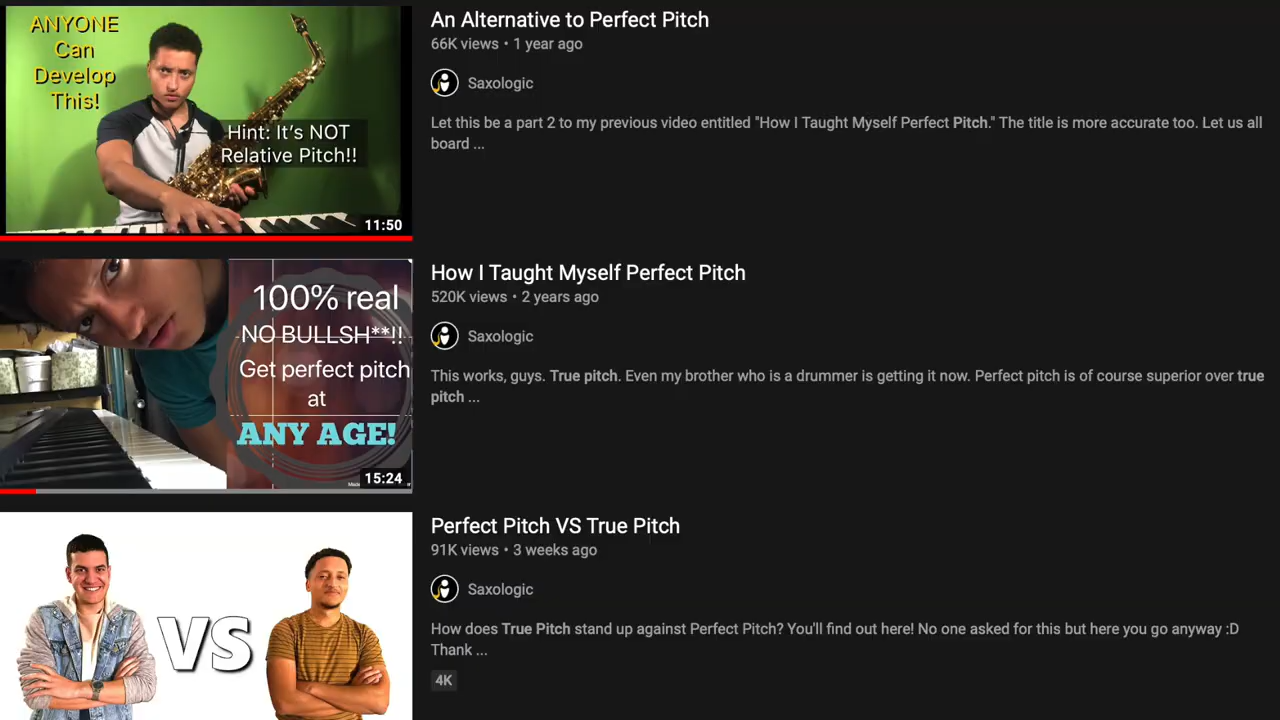 ANYONE
Can
Develop
This!
Hint: It's NOT
Relative Pitch!!
11:50
An Alternative to Perfect Pitch
66K views • 1 year ago
Saxologic
Let this be a part 2 to my previous video entitled "How I Taught Myself Perfect Pitch." The title is more accurate too. Let us all
board ...
100% real
NO BULLSH**!!
Get perfect pitch
at
ANY AGE!
15:24
How I Taught Myself Perfect Pitch
520K views • 2 years ago
Saxologic
This works, guys. True pitch. Even my brother who is a drummer is getting it now. Perfect pitch is of course superior over true
pitch ...
VS
Perfect Pitch VS True Pitch
91K views • 3 weeks ago
Saxologic
How does True Pitch stand up against Perfect Pitch? You'll find out here! No one asked for this but here you go anyway :D
Thank ...
4K